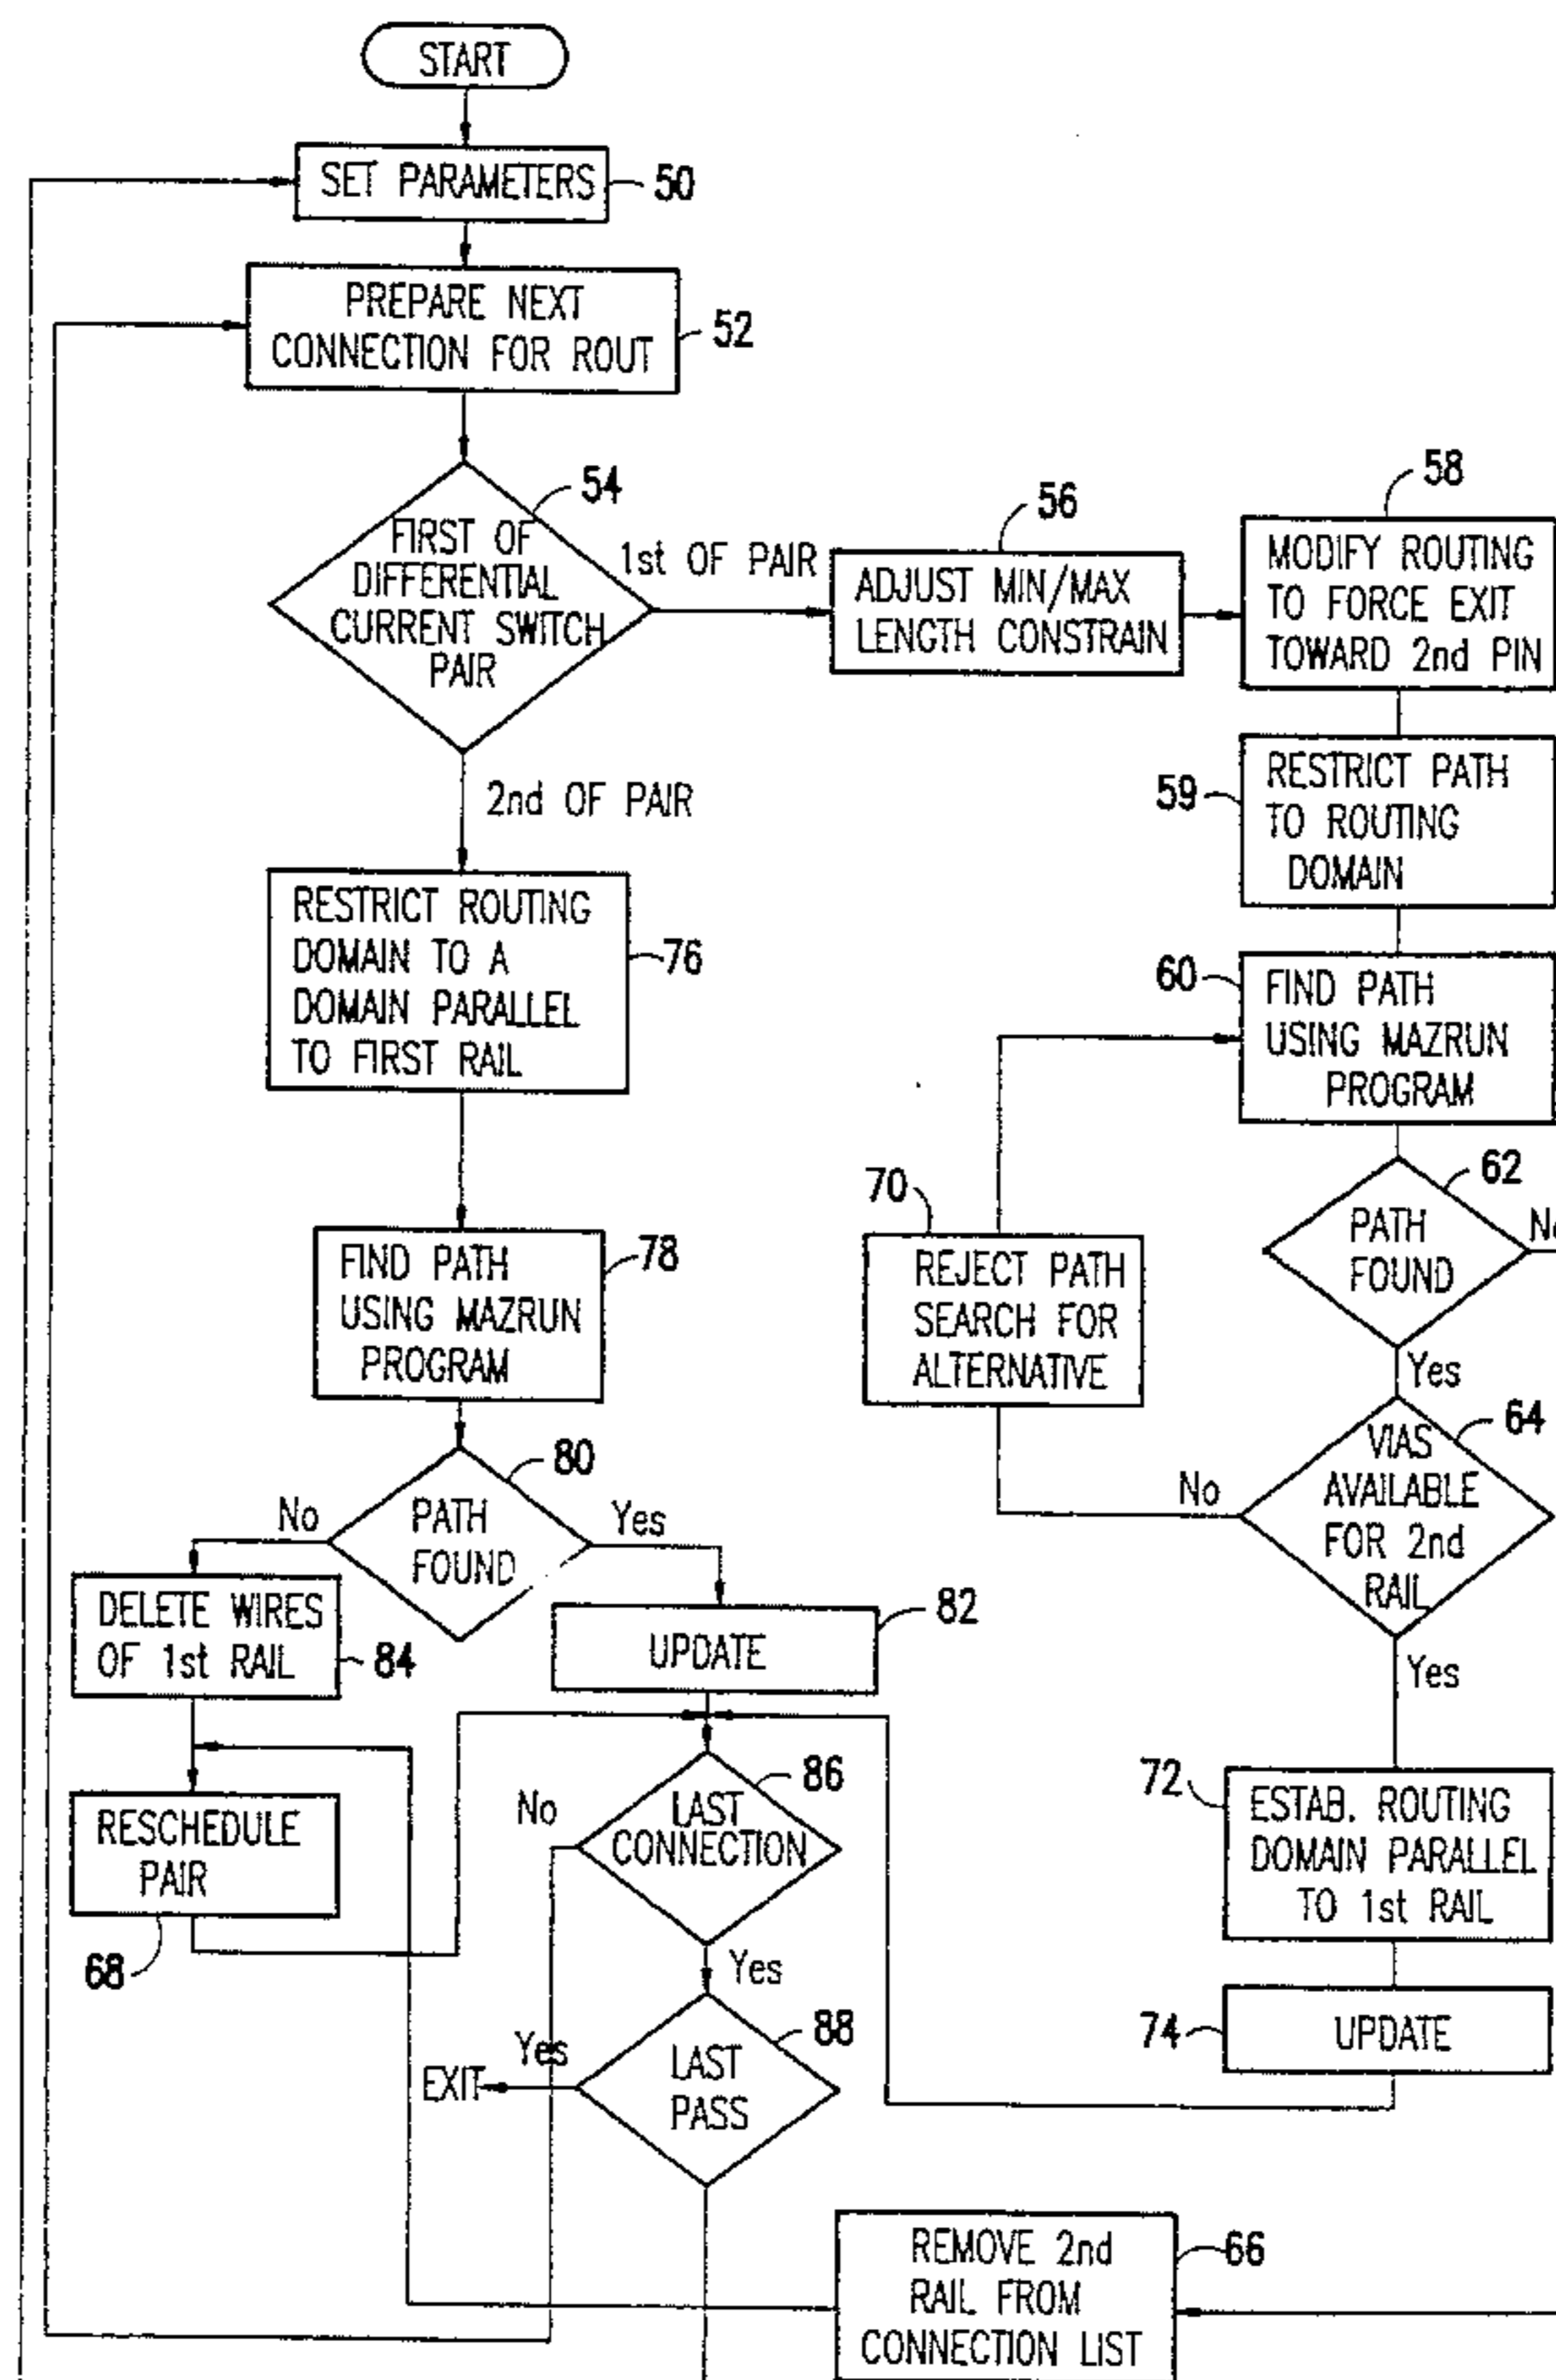 START
SET PARAMETERS
50
PREPARE NEXT
CONNECTION FOR ROUT
52
54
FIRST OF
DIFFERENTIAL
CURRENT SWITCH
PAIR
1st OF PAIR
56
ADJUST MIN/MAX
LENGTH CONSTRAIN
58
MODIFY ROUTING
TO FORCE EXIT
TOWARD 2nd PIN
2nd OF PAIR
59
RESTRICT PATH
TO ROUTING
DOMAIN
RESTRICT ROUTING
DOMAIN TO A
DOMAIN PARALLEL
TO FIRST RAIL
76
60
FIND PATH
USING MAZRUN
PROGRAM
62
PATH
FOUND
70
REJECT PATH
SEARCH FOR
ALTERNATIVE
FIND PATH
USING MAZRUN
PROGRAM
78
Yes
64
VIAS
AVAILABLE
FOR 2nd
RAIL
No
80
PATH
FOUND
No
Yes
DELETE WIRES
OF 1st RAIL
84
82
UPDATE
Yes
86
LAST
CONNECTION
No
72
ESTAB. ROUTING
DOMAIN PARALLEL
TO 1st RAIL
RESCHEDULE
PAIR
68
Yes
88
LAST
PASS
Yes
EXIT
74
UPDATE
REMOVE 2nd
RAIL FROM
CONNECTION LIST
66